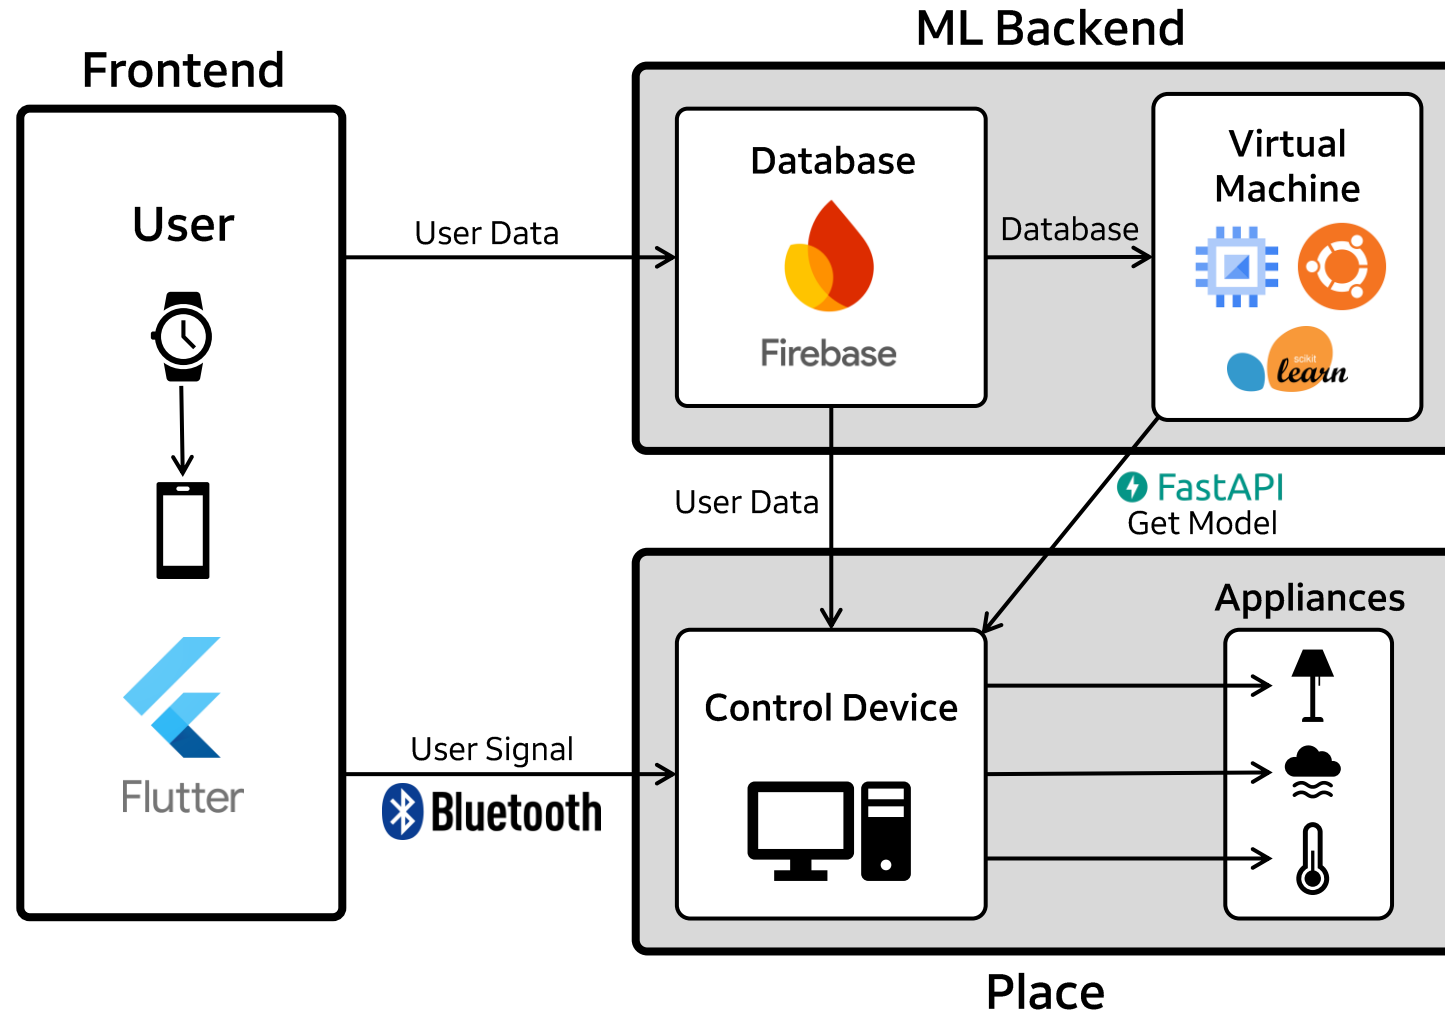 ML Backend
Frontend
Database
Firebase
Virtual
Machine
scikit
learn
User
User Data
Database
User Data
FastAPI
Get Model
Flutter
User Signal
Bluetooth
Control Device
Appliances
Place